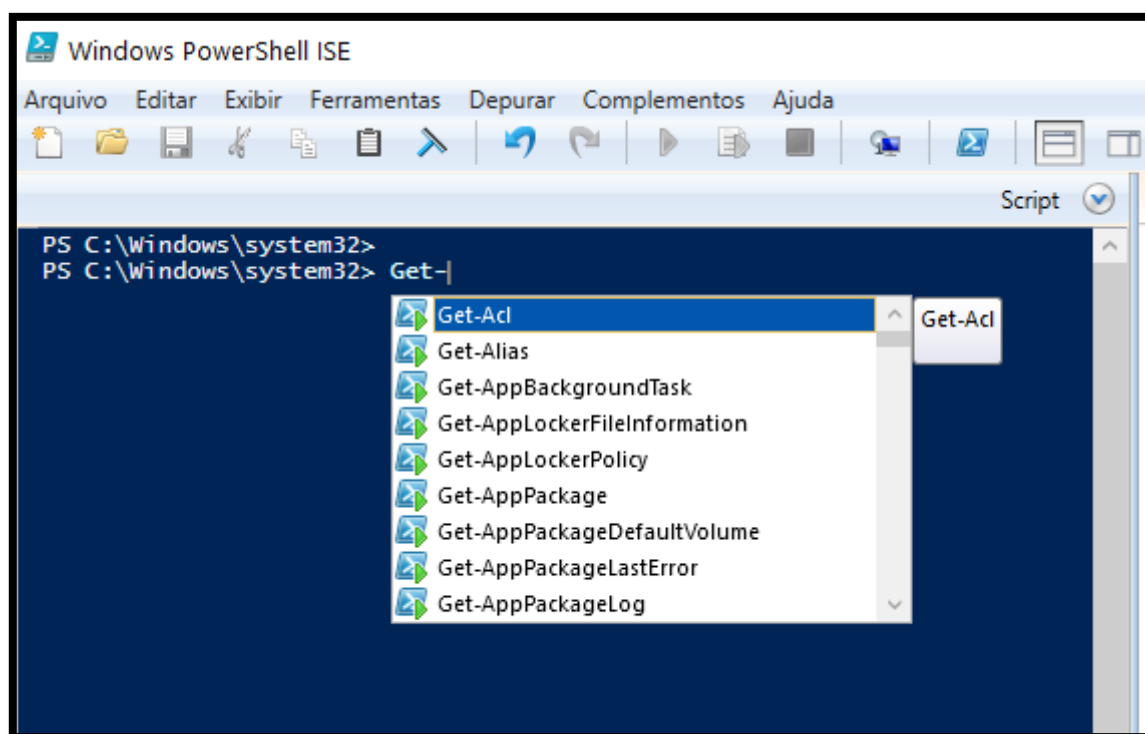 Windows PowerShell ISE
Arquivo Editar Exibir Ferramentas Depurar Complementos Ajuda
Script
PS C:\Windows\system32>
PS C:\Windows\system32> Get-
Get-Acl Get-Acl
Get-Alias
Get-AppBackgroundTask
Get-AppLockerFileInformation
Get-AppLockerPolicy
Get-AppPackage
Get-AppPackageDefaultVolume
Get-AppPackageLastError
Get-AppPackageLog